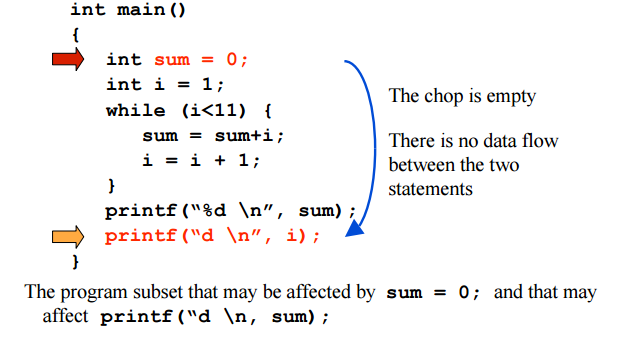 int main()
{
int sum = 0;
int i = 1;
while (i<11) {
sum = sum+i;
i = i + 1;
}
printf(“%d \n”, sum);
printf(“d \n”, i);
}
The chop is empty
There is no data flow
between the two
statements
The program subset that may be affected by sum = 0; and that may
affect printf(“d \n, sum);